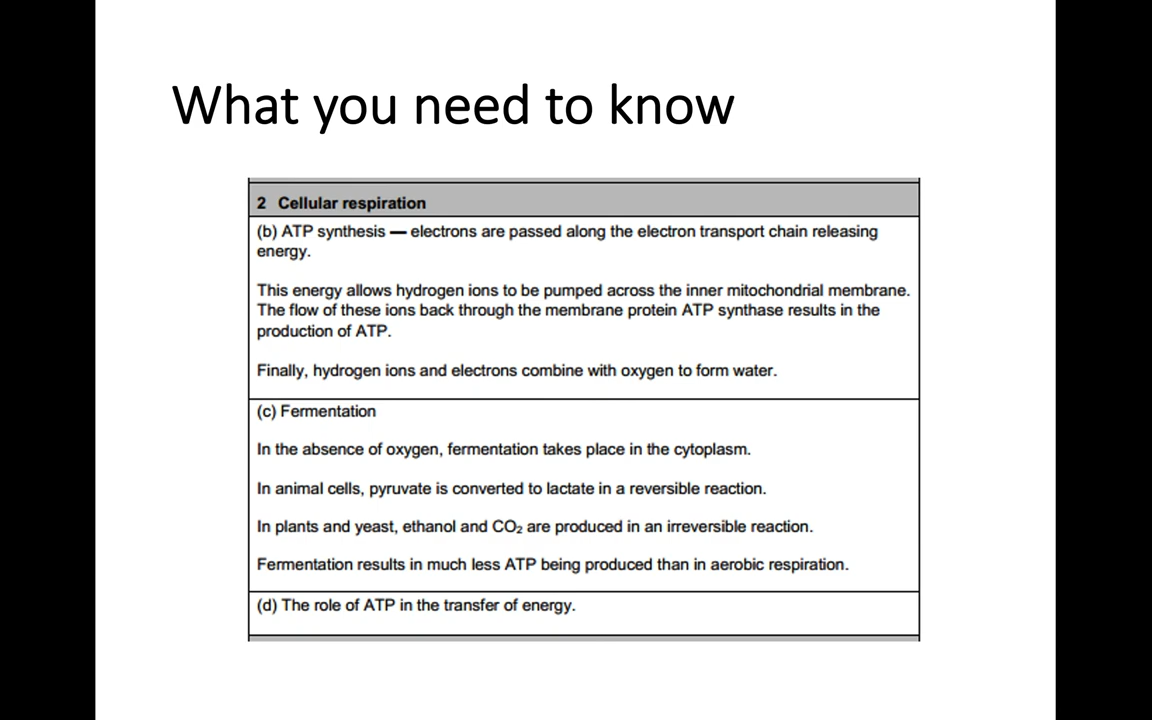 What you need to know
2 Cellular respiration
(b) ATP synthesis — electrons are passed along the electron transport chain releasing
energy.
This energy allows hydrogen ions to be pumped across the inner mitochondrial membrane.
The flow of these ions back through the membrane protein ATP synthase results in the
production of ATP.
Finally, hydrogen ions and electrons combine with oxygen to form water.
(c) Fermentation
In the absence of oxygen, fermentation takes place in the cytoplasm.
In animal cells, pyruvate is converted to lactate in a reversible reaction.
In plants and yeast, ethanol and CO₂ are produced in an irreversible reaction.
Fermentation results in much less ATP being produced than in aerobic respiration.
(d) The role of ATP in the transfer of energy.